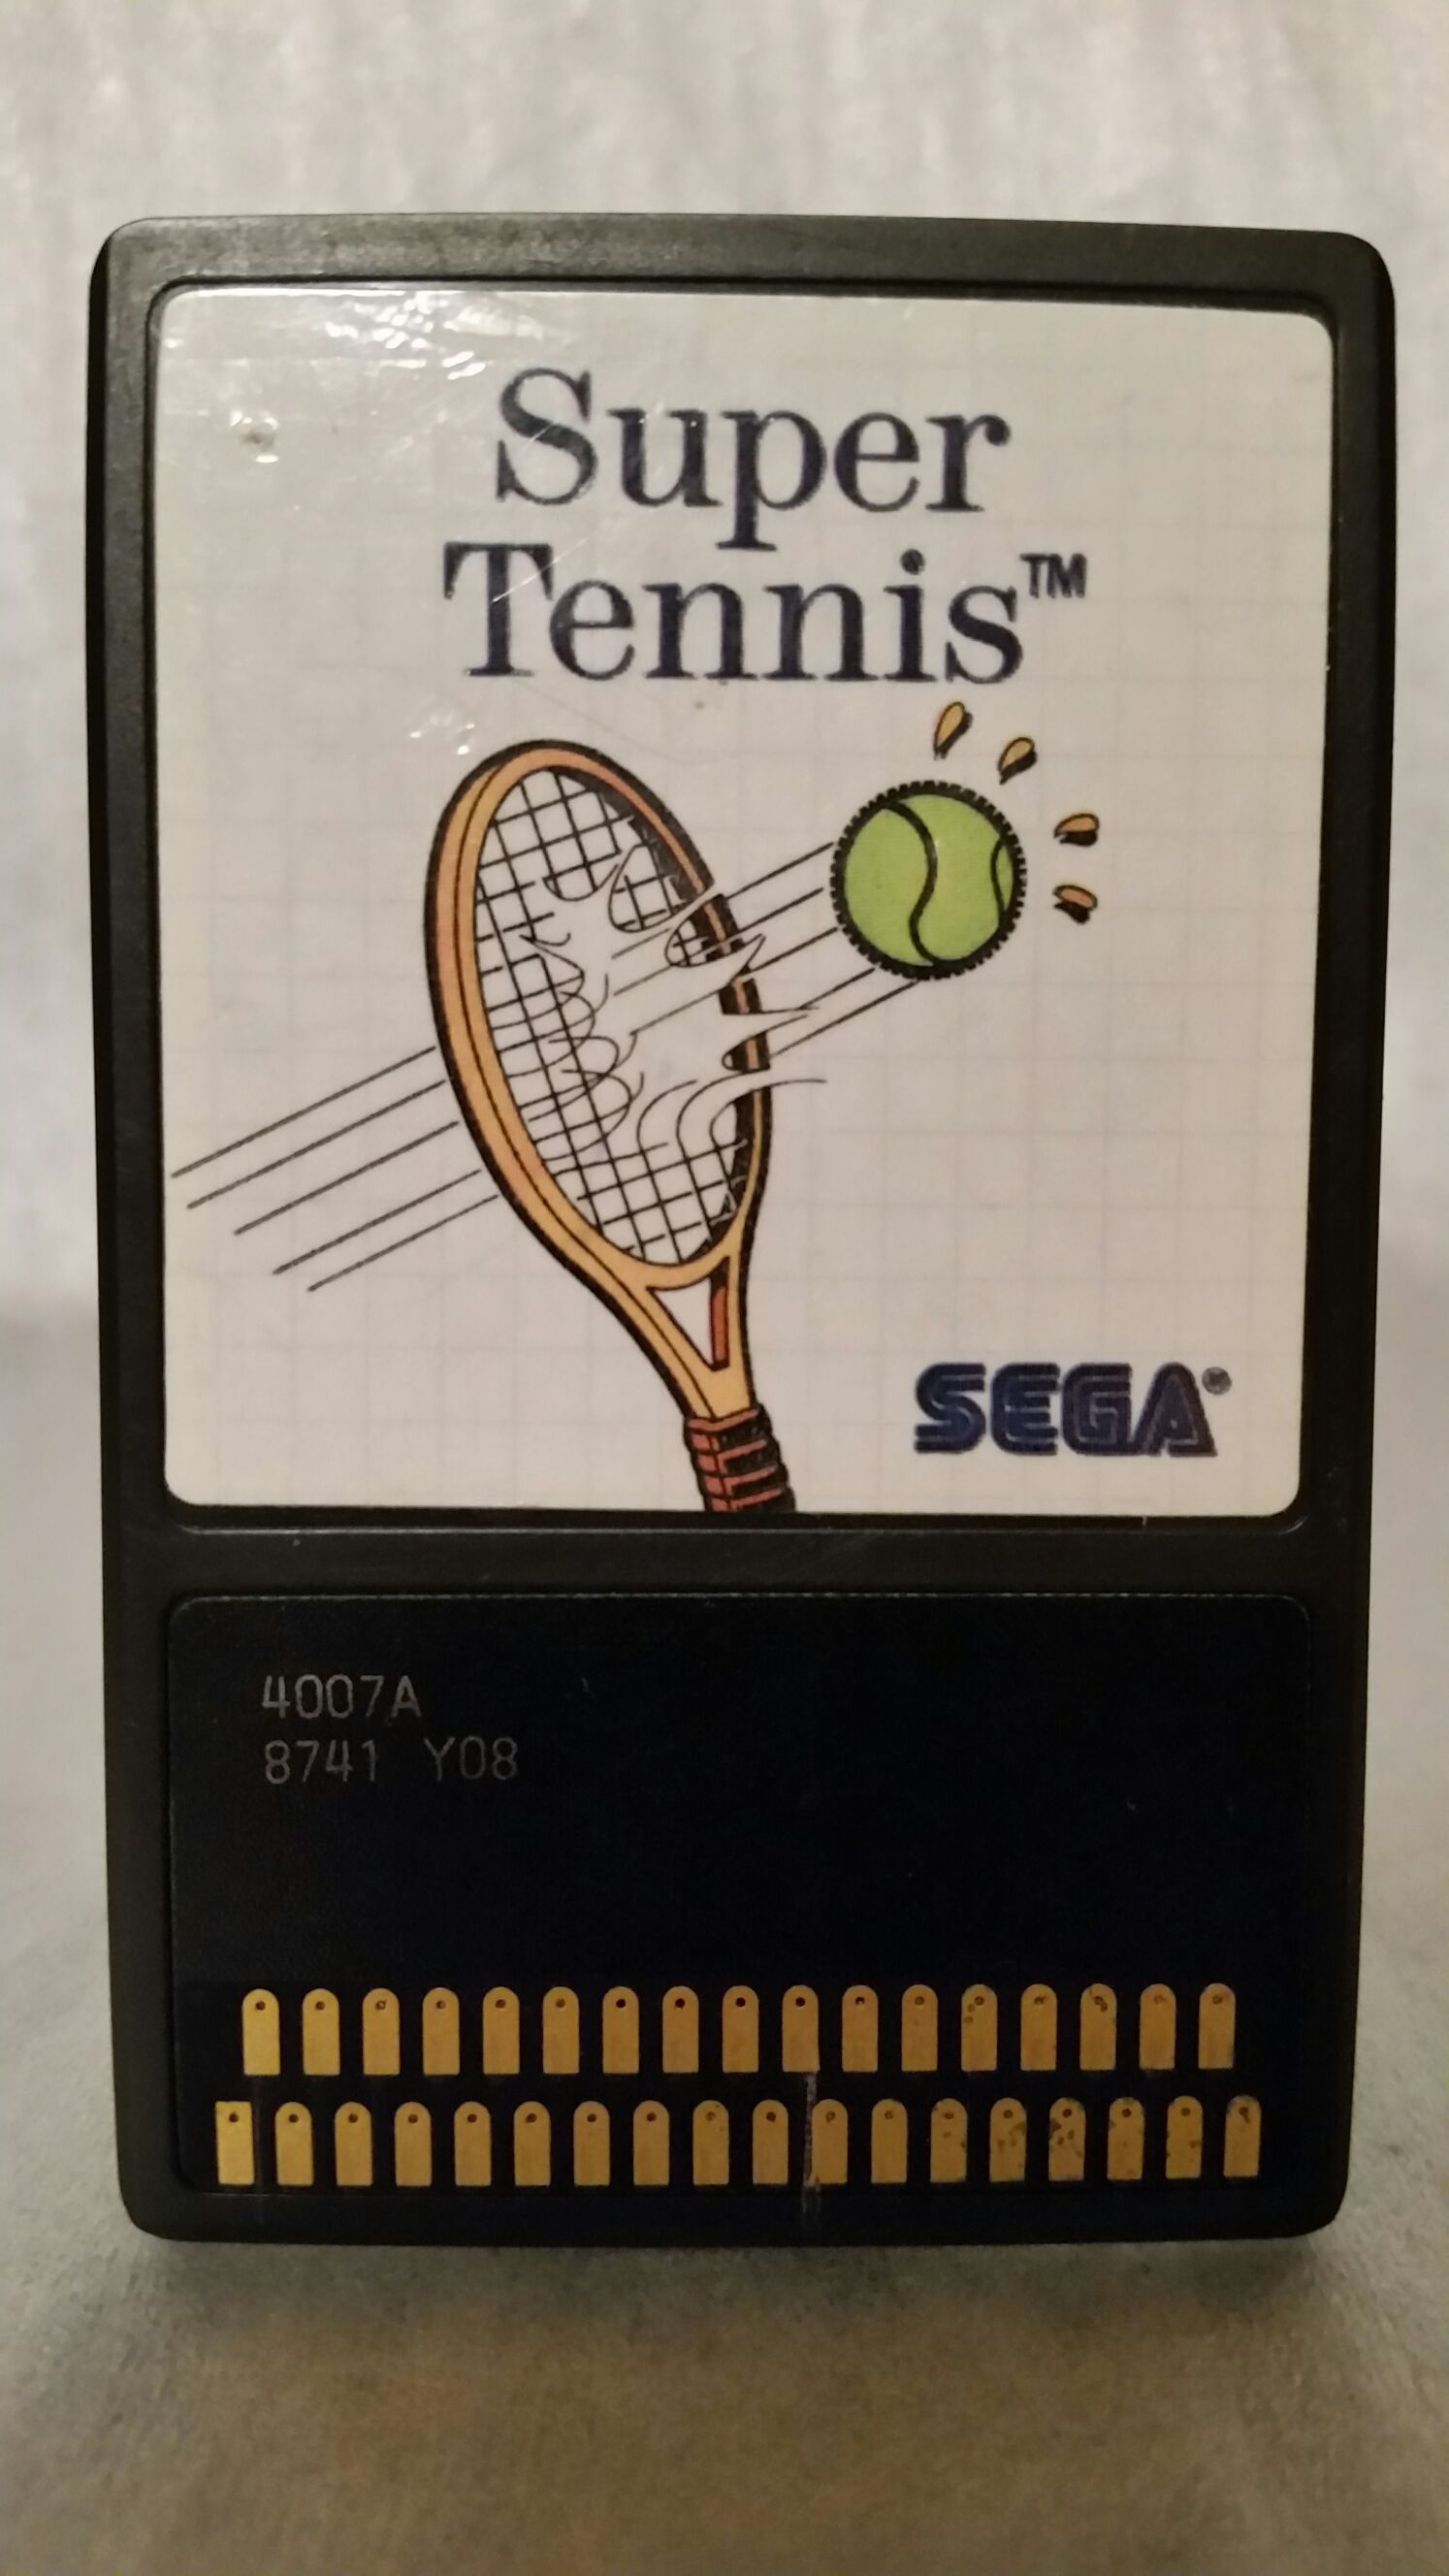 Super
Tennis™
SEGA®
4007A
8741 Y08